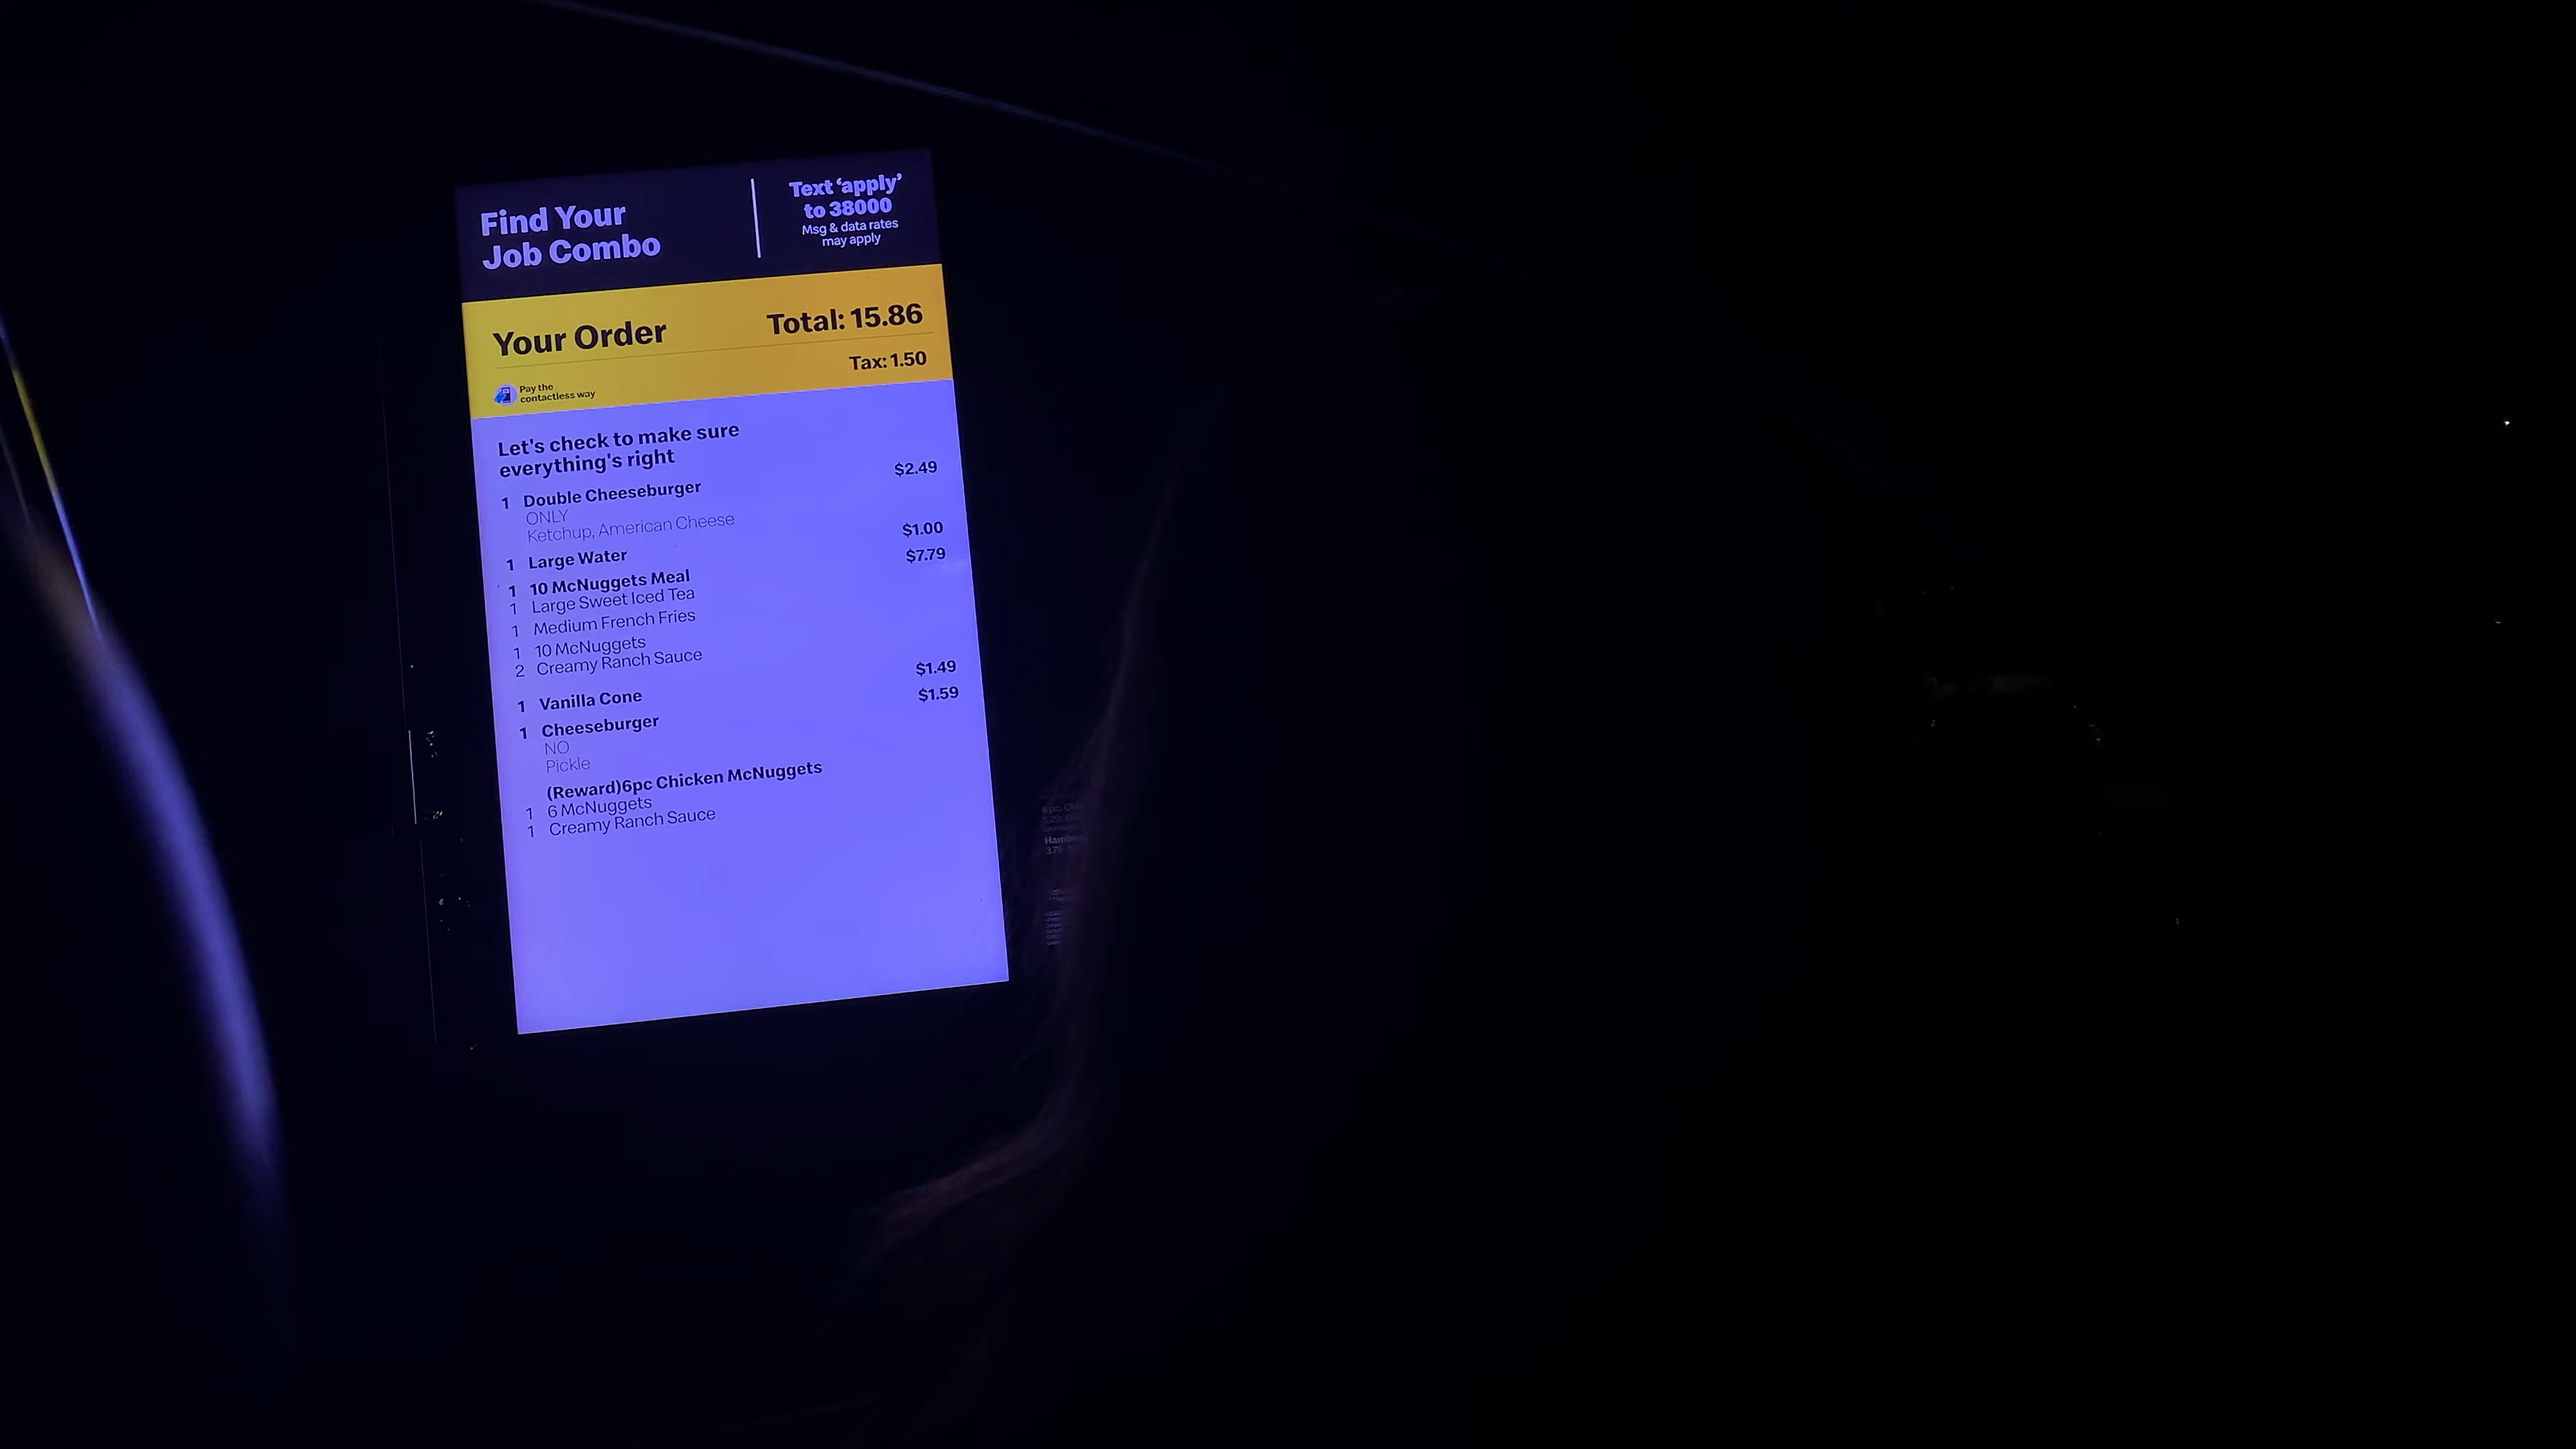 Find Your
Job Combo
Text ‘apply’
to 38000
Msg & data rates
may apply
Your Order
Total: 15.86
Tax: 1.50
Pay the
contactless way
Let's check to make sure
everything's right
1 Double Cheeseburger $2.49
ONLY
Ketchup, American Cheese
1 Large Water $1.00
1 10 McNuggets Meal $7.79
1 Large Sweet Iced Tea
1 Medium French Fries
1 10 McNuggets
2 Creamy Ranch Sauce
1 Vanilla Cone $1.49
1 Cheeseburger $1.59
NO
Pickle
(Reward)6pc Chicken McNuggets
1 6 McNuggets
1 Creamy Ranch Sauce